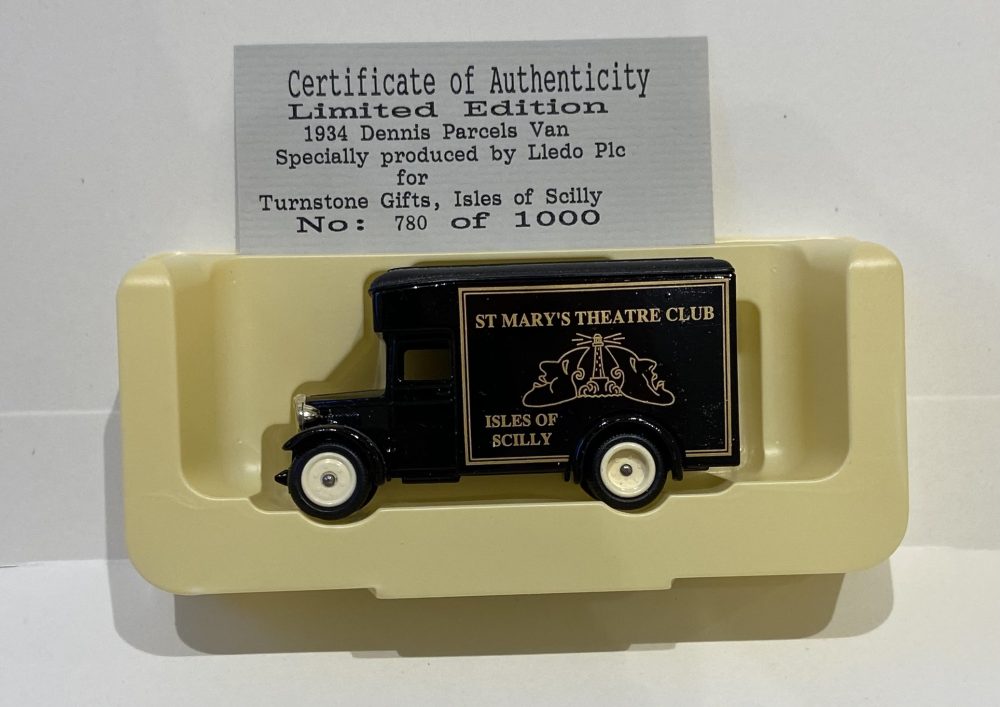 Certificate of Authenticity
Limited Edition
1934 Dennis Parcels Van
Specially produced by Lledo Plc
for
Turnstone Gifts, Isles of Scilly
No: 780 of 1000
ST MARY'S THEATRE CLUB
ISLES OF
SCILLY